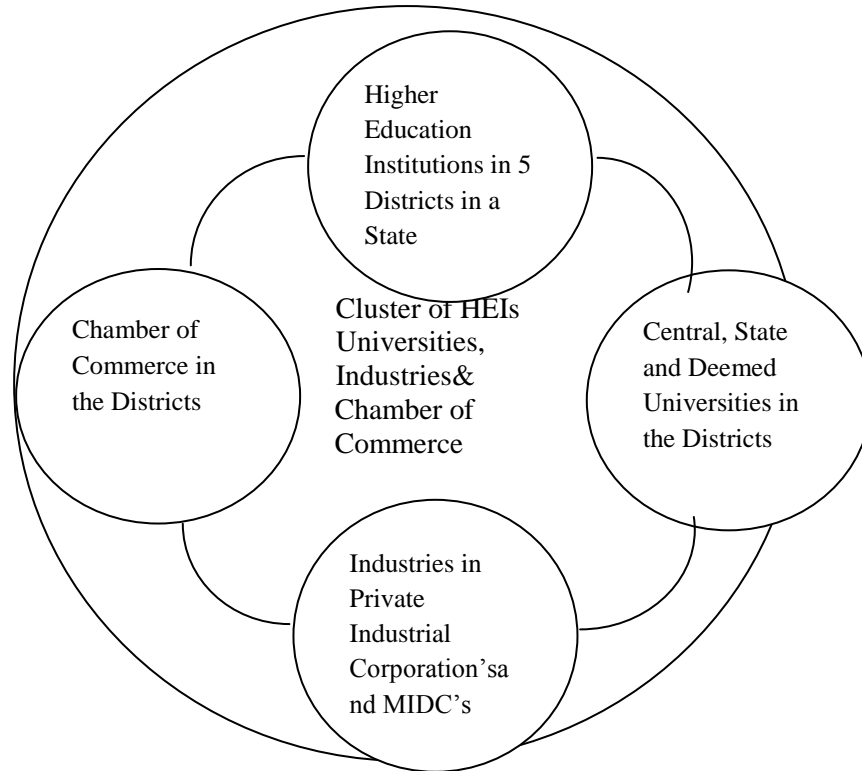 Higher
Education
Institutions in 5
Districts in a
State
Chamber of
Commerce in
the Districts
Cluster of HEIs
Universities,
Industries&
Chamber of
Commerce
Central, State
and Deemed
Universities in
the Districts
Industries in
Private
Industrial
Corporation’sa
nd MIDC’s